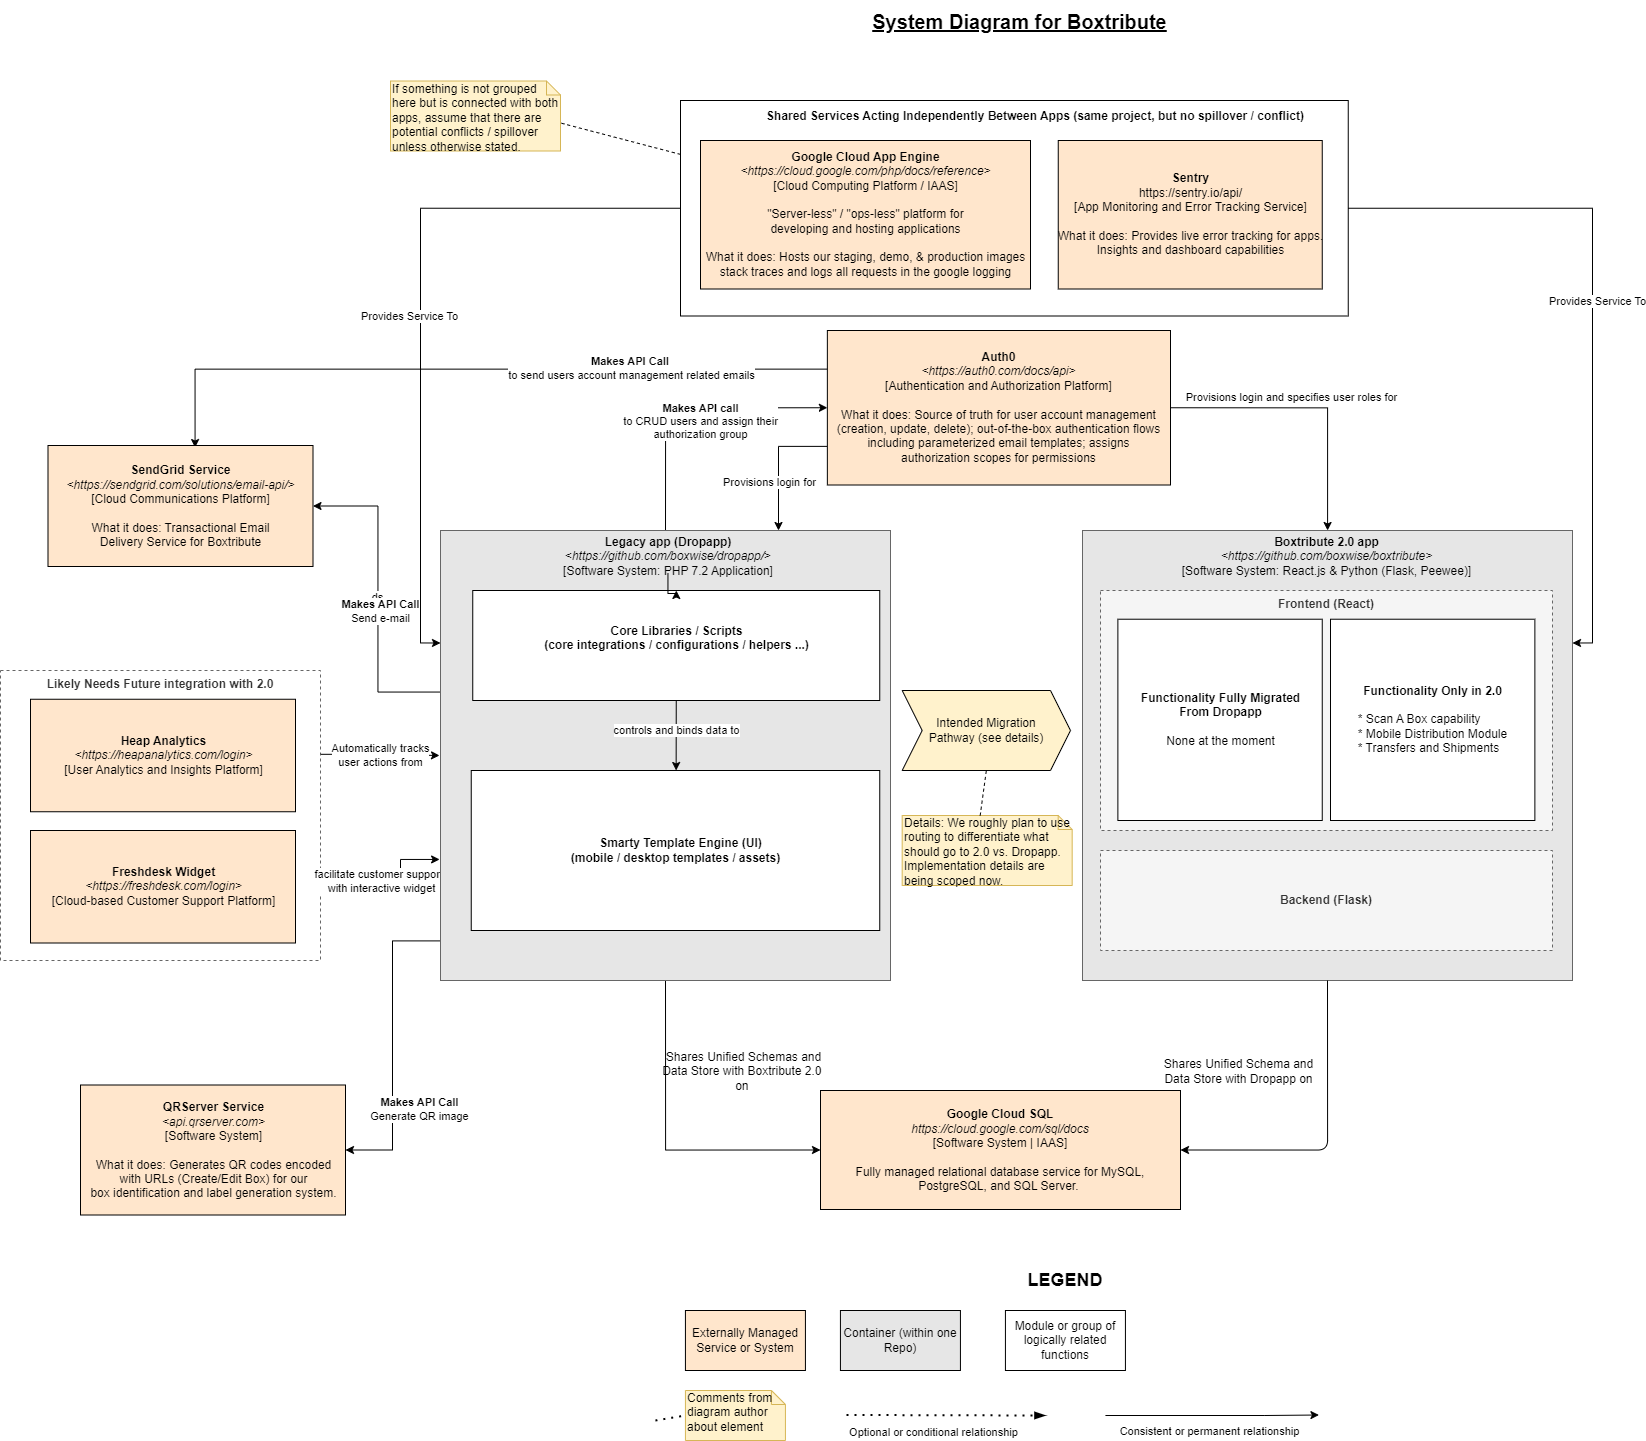 System Diagram for Boxtribute
If something is not grouped
here but is connected with both
apps, assume that there are
potential conflicts / spillover
unless otherwise stated.
Shared Services Acting Independently Between Apps (same project, but no spillover / conflict)
Google Cloud App Engine
<https://cloud.google.com/php/docs/reference>
[Cloud Computing Platform / IAAS]
"Server-less" / "ops-less" platform for
developing and hosting applications
What it does: Hosts our staging, demo, & production images
stack traces and logs all requests in the google logging
Sentry
https://sentry.io/api/
[App Monitoring and Error Tracking Service]
What it does: Provides live error tracking for apps.
Insights and dashboard capabilities
Provides Service To
Provides Service To
Makes API Call
to send users account management related emails
Auth0
<https://auth0.com/docs/api>
[Authentication and Authorization Platform]
What it does: Source of truth for user account management
(creation, update, delete); out-of-the-box authentication flows
including parameterized email templates; assigns
authorization scopes for permissions
Makes API call
to CRUD users and assign their
authorization group
Provisions login and specifies user roles for
Provisions login for
SendGrid Service
<https://sendgrid.com/solutions/email-api/>
[Cloud Communications Platform]
What it does: Transactional Email
Delivery Service for Boxtribute
Makes API Call
Send e-mail
Legacy app (Dropapp)
<https://github.com/boxwise/dropapp/>
[Software System: PHP 7.2 Application]
Core Libraries / Scripts
(core integrations / configurations / helpers ...)
controls and binds data to
Smarty Template Engine (UI)
(mobile / desktop templates / assets)
Boxtribute 2.0 app
<https://github.com/boxwise/boxtribute>
[Software System: React.js & Python (Flask, Peewee)]
Frontend (React)
Functionality Fully Migrated
From Dropapp
None at the moment
Functionality Only in 2.0
* Scan A Box capability
* Mobile Distribution Module
* Transfers and Shipments
Backend (Flask)
Intended Migration
Pathway (see details)
Details: We roughly plan to use
routing to differentiate what
should go to 2.0 vs. Dropapp.
Implementation details are
being scoped now.
Likely Needs Future integration with 2.0
Heap Analytics
<https://heapanalytics.com/login>
[User Analytics and Insights Platform]
Automatically tracks
user actions from
Freshdesk Widget
<https://freshdesk.com/login>
[Cloud-based Customer Support Platform]
facilitate customer suppor
with interactive widget
QRServer Service
<api.qrserver.com>
[Software System]
What it does: Generates QR codes encoded
with URLs (Create/Edit Box) for our
box identification and label generation system.
Makes API Call
Generate QR image
Shares Unified Schemas and
Data Store with Boxtribute 2.0
on
Shares Unified Schema and
Data Store with Dropapp on
Google Cloud SQL
https://cloud.google.com/sql/docs
[Software System | IAAS]
Fully managed relational database service for MySQL,
PostgreSQL, and SQL Server.
LEGEND
Externally Managed
Service or System
Container (within one
Repo)
Module or group of
logically related
functions
Comments from
diagram author
about element
Optional or conditional relationship
Consistent or permanent relationship